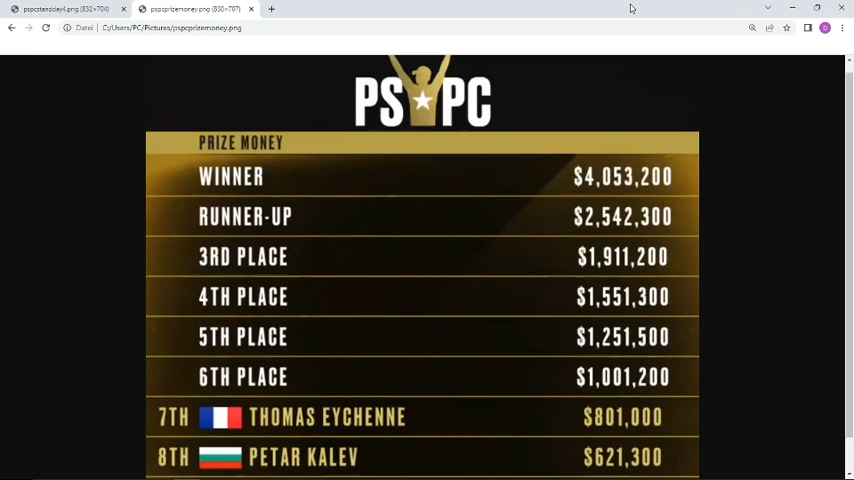 pspcstandday4.png (832×704)
pspcprizemoney.png (830×707)
Datei
C:/Users/PC/Pictures/pspcprizemoney.png
D
PS PC
PRIZE MONEY
WINNER $4,053,200
RUNNER-UP $2,542,300
3RD PLACE $1,911,200
4TH PLACE $1,551,300
5TH PLACE $1,251,500
6TH PLACE $1,001,200
7TH THOMAS EYCHENNE $801,000
8TH PETAR KALEV $621,300